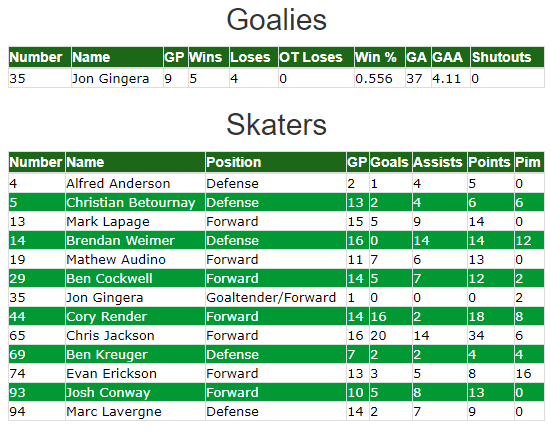 Goalies
Number Name GP Wins Loses OT Loses Win % GA GAA Shutouts
35 Jon Gingera 9 5 4 0 0.556 37 4.11 0
Skaters
Number Name Position GP Goals Assists Points Pim
4 Alfred Anderson Defense 2 1 4 5 0
5 Christian Betournay Defense 13 2 4 6 6
13 Mark Lapage Forward 15 5 9 14 0
14 Brendan Weimer Defense 16 0 14 14 12
19 Mathew Audino Forward 11 7 6 13 0
29 Ben Cockwell Forward 14 5 7 12 2
35 Jon Gingera Goaltender/Forward 1 0 0 0 2
44 Cory Render Forward 14 16 2 18 8
65 Chris Jackson Forward 16 20 14 34 6
69 Ben Kreuger Defense 7 2 2 4 4
74 Evan Erickson Forward 13 3 5 8 16
93 Josh Conway Forward 10 5 8 13 0
94 Marc Lavergne Defense 14 2 7 9 0